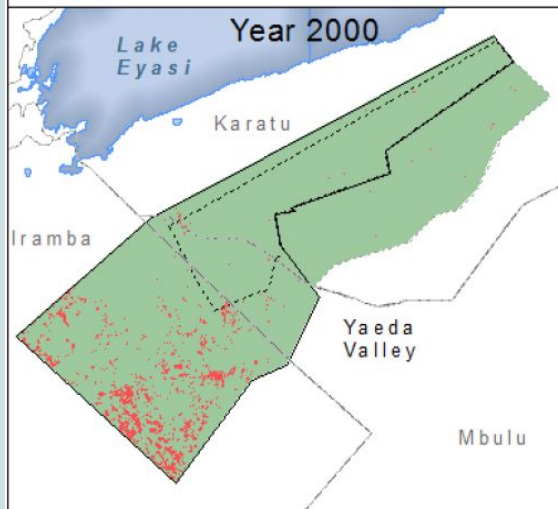 Year 2000
Lake
Eyasi
Karatu
Iramba
Yaeda
Valley
Mbulu